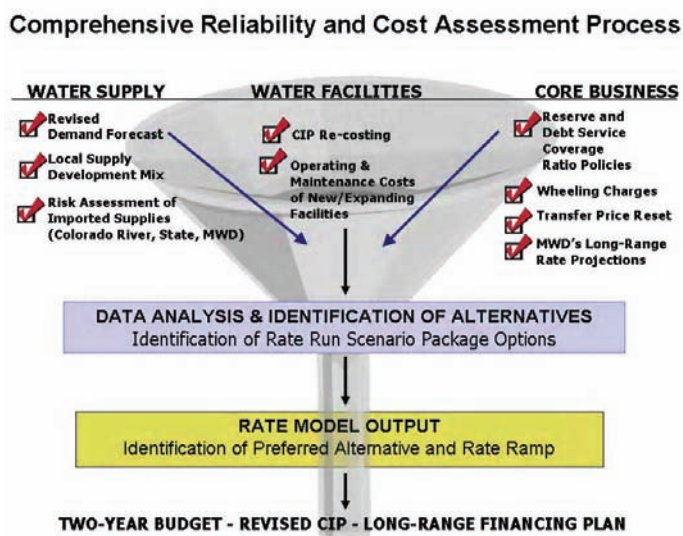 Comprehensive Reliability and Cost Assessment Process
WATER SUPPLY
Revised
Demand Forecast
Local Supply
Development Mix
Risk Assessment of
Imported Supplies
(Colorado River, State, MWD)
WATER FACILITIES
CIP Re-costing
Operating &
Maintenance Costs
of New/Expanding
Facilities
CORE BUSINESS
Reserve and
Debt Service
Coverage
Ratio Policies
Wheeling Charges
Transfer Price Reset
MWD's Long-Range
Rate Projections
DATA ANALYSIS & IDENTIFICATION OF ALTERNATIVES
Identification of Rate Run Scenario Package Options
RATE MODEL OUTPUT
Identification of Preferred Alternative and Rate Ramp
TWO-YEAR BUDGET - REVISED CIP - LONG-RANGE FINANCING PLAN